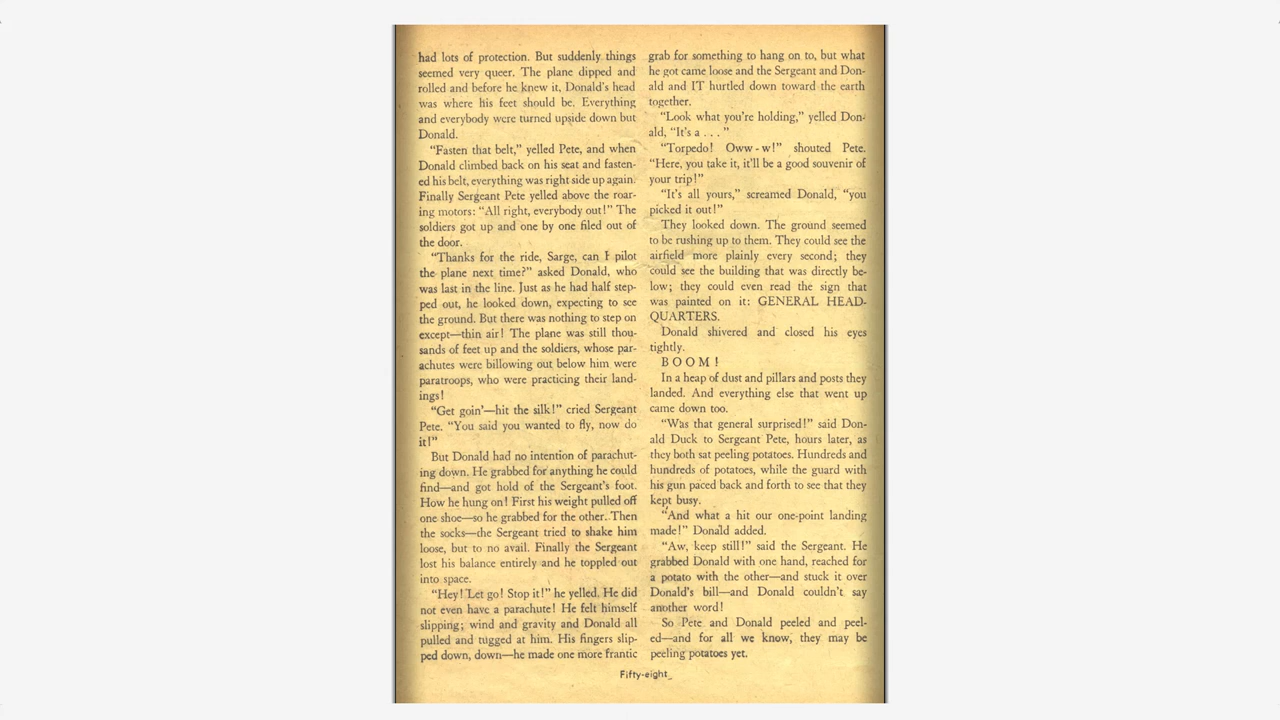 had lots of protection. But suddenly things
seemed very queer. The plane dipped and
rolled and before he knew it, Donald's head
was where his feet should be. Everything
and everybody were turned upside down but
Donald.
"Fasten that belt," yelled Pete, and when
Donald climbed back on his seat and fasten-
ed his belt, everything was right side up again.
Finally Sergeant Pete yelled above the roar-
ing motors: "All right, everybody out!" The
soldiers got up and one by one filed out of
the door.
"Thanks for the ride, Sarge, can I pilot
the plane next time?" asked Donald, who
was last in the line. Just as he had half step-
ped out, he looked down, expecting to see
the ground. But there was nothing to step on
except—thin air! The plane was still thou-
sands of feet up and the soldiers, whose par-
achutes were billowing out below him were
paratroops, who were practicing their land-
ings!
"Get goin'—hit the silk!" cried Sergeant
Pete. "You said you wanted to fly, now do
it!"
But Donald had no intention of parachut-
ing down. He grabbed for anything he could
find—and got hold of the Sergeant's foot.
How he hung on! First his weight pulled off
one shoe—so he grabbed for the other. Then
the socks—the Sergeant tried to shake him
loose, but to no avail. Finally the Sergeant
lost his balance entirely and he toppled out
into space.
"Hey! Let go! Stop it!" he yelled. He did
not even have a parachute! He felt himself
slipping; wind and gravity and Donald all
pulled and tugged at him. His fingers slip-
ped down, down—he made one more frantic
grab for something to hang on to, but what
he got came loose and the Sergeant and Don-
ald and IT hurtled down toward the earth
together.
"Look what you're holding," yelled Don-
ald, "It's a . . . "
"Torpedo! Oww-w!" shouted Pete.
"Here, you take it, it'll be a good souvenir of
your trip!"
"It's all yours," screamed Donald, "you
picked it out!"
They looked down. The ground seemed
to be rushing up to them. They could see the
airfield more plainly every second; they
could see the building that was directly be-
low; they could even read the sign that
was painted on it: GENERAL HEAD-
QUARTERS.
Donald shivered and closed his eyes
tightly.
BOOM!
In a heap of dust and pillars and posts they
landed. And everything else that went up
came down too.
"Was that general surprised!" said Don-
ald Duck to Sergeant Pete, hours later, as
they both sat peeling potatoes. Hundreds and
hundreds of potatoes, while the guard with
his gun paced back and forth to see that they
kept busy.
"And what a hit our one-point landing
made!" Donald added.
"Aw, keep still!" said the Sergeant. He
grabbed Donald with one hand, reached for
a potato with the other—and stuck it over
Donald's bill—and Donald couldn't say
another word!
So Pete and Donald peeled and peel-
ed—and for all we know, they may be
peeling potatoes yet.
Fifty-eight